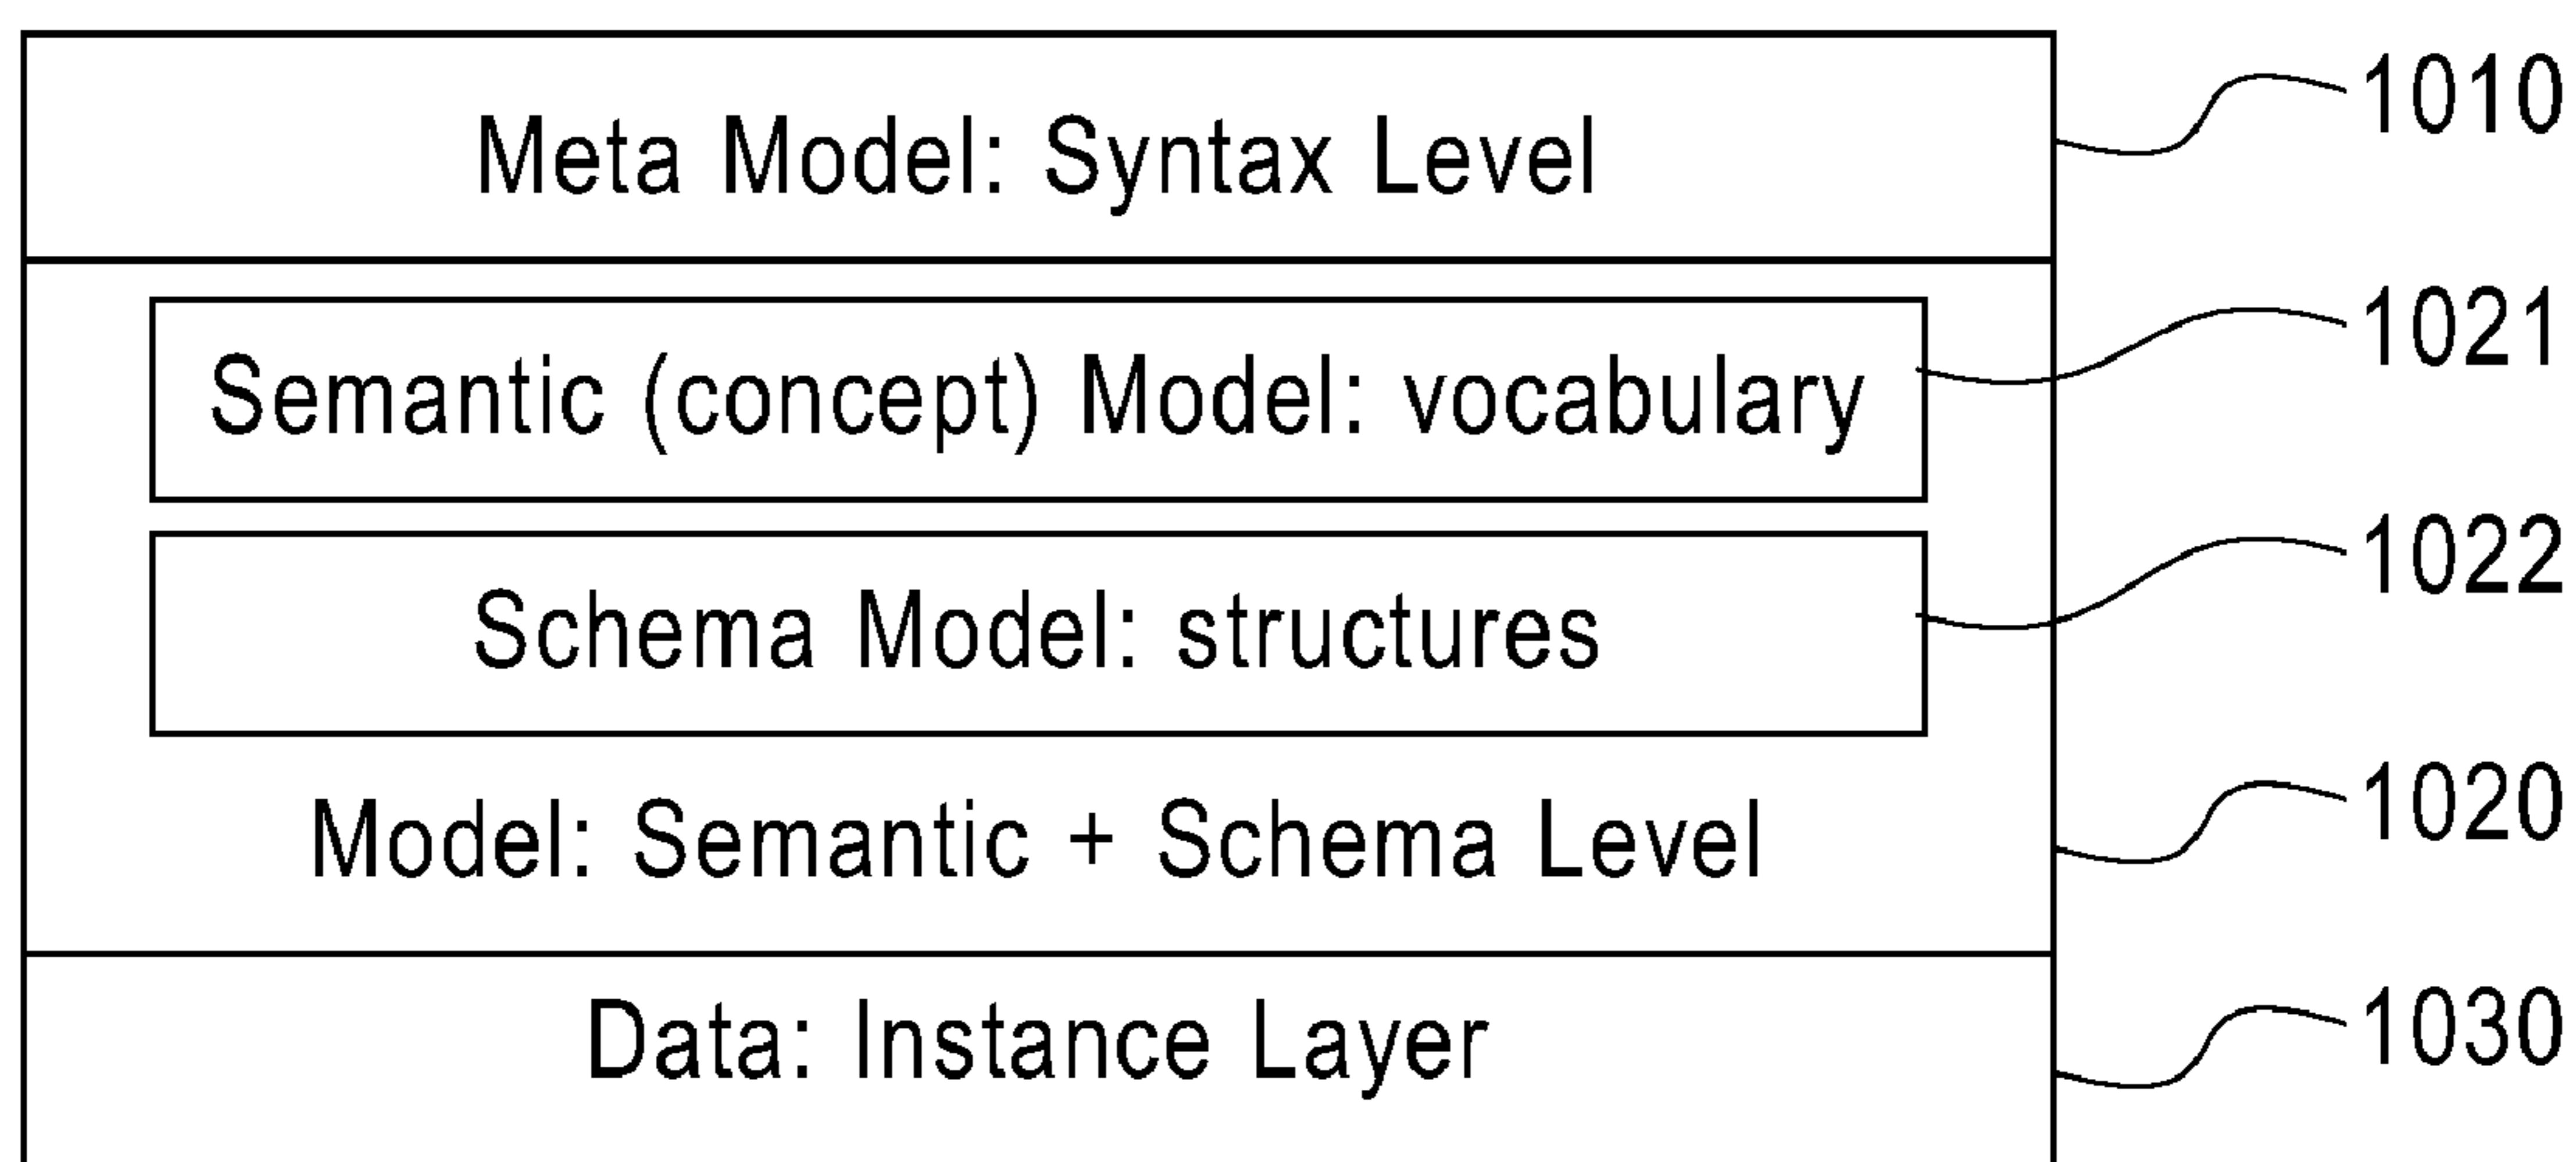 Meta Model: Syntax Level
1010
Semantic (concept) Model: vocabulary
1021
Schema Model: structures
1022
Model: Semantic + Schema Level
1020
Data: Instance Layer
1030